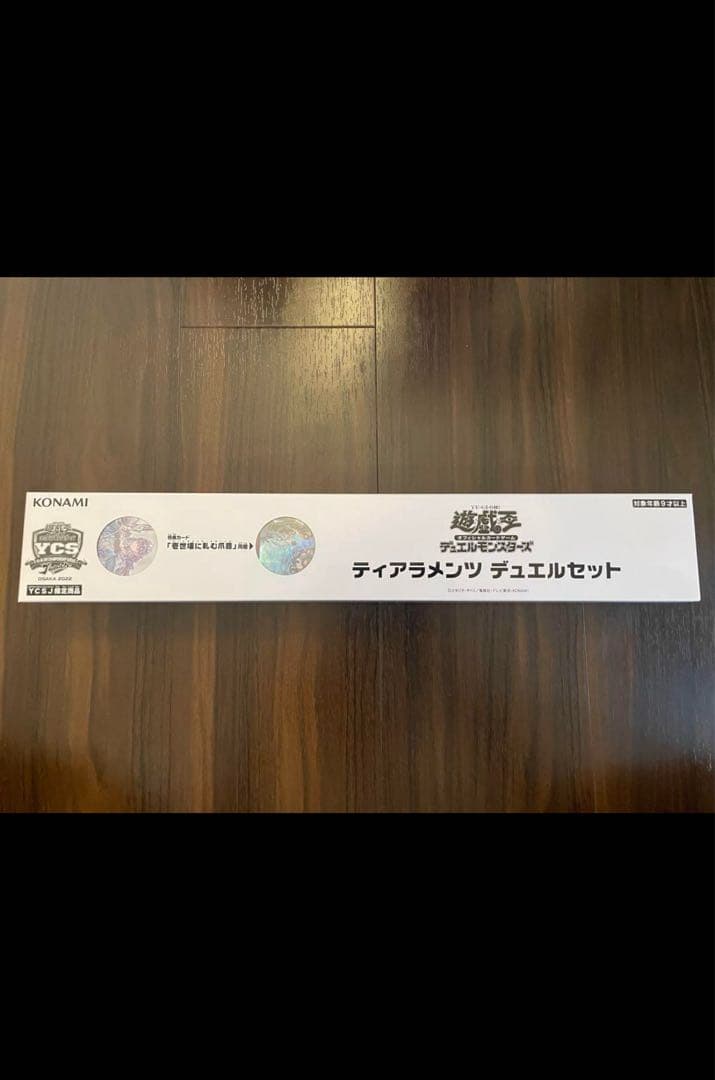 KONAMI
YCS
OSAKA 2022
YCSJ限定商品
特典カード
「壱世壊に軋む爪音」同梱▶
遊戯王
オフィシャルカードゲーム
デュエルモンスターズ
ティアラメンツ デュエルセット
対象年齢9才以上